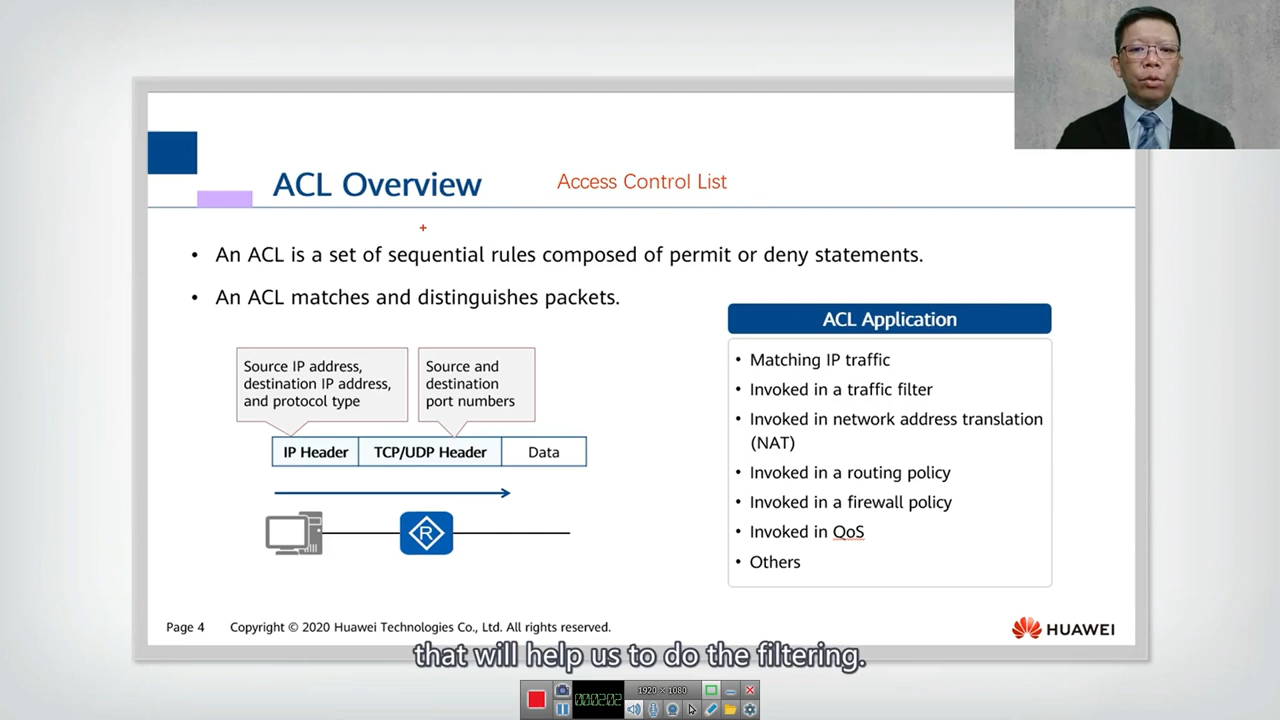 ACL Overview
Access Control List
• An ACL is a set of sequential rules composed of permit or deny statements.
• An ACL matches and distinguishes packets.
Source IP address,
destination IP address,
and protocol type
Source and
destination
port numbers
IP Header
TCP/UDP Header
Data
R
ACL Application
• Matching IP traffic
• Invoked in a traffic filter
• Invoked in network address translation
(NAT)
• Invoked in a routing policy
• Invoked in a firewall policy
• Invoked in QoS
• Others
Page 4
Copyright © 2020 Huawei Technologies Co., Ltd. All rights reserved.
HUAWEI
that will help us to do the filtering.
000202
1920 × 1080